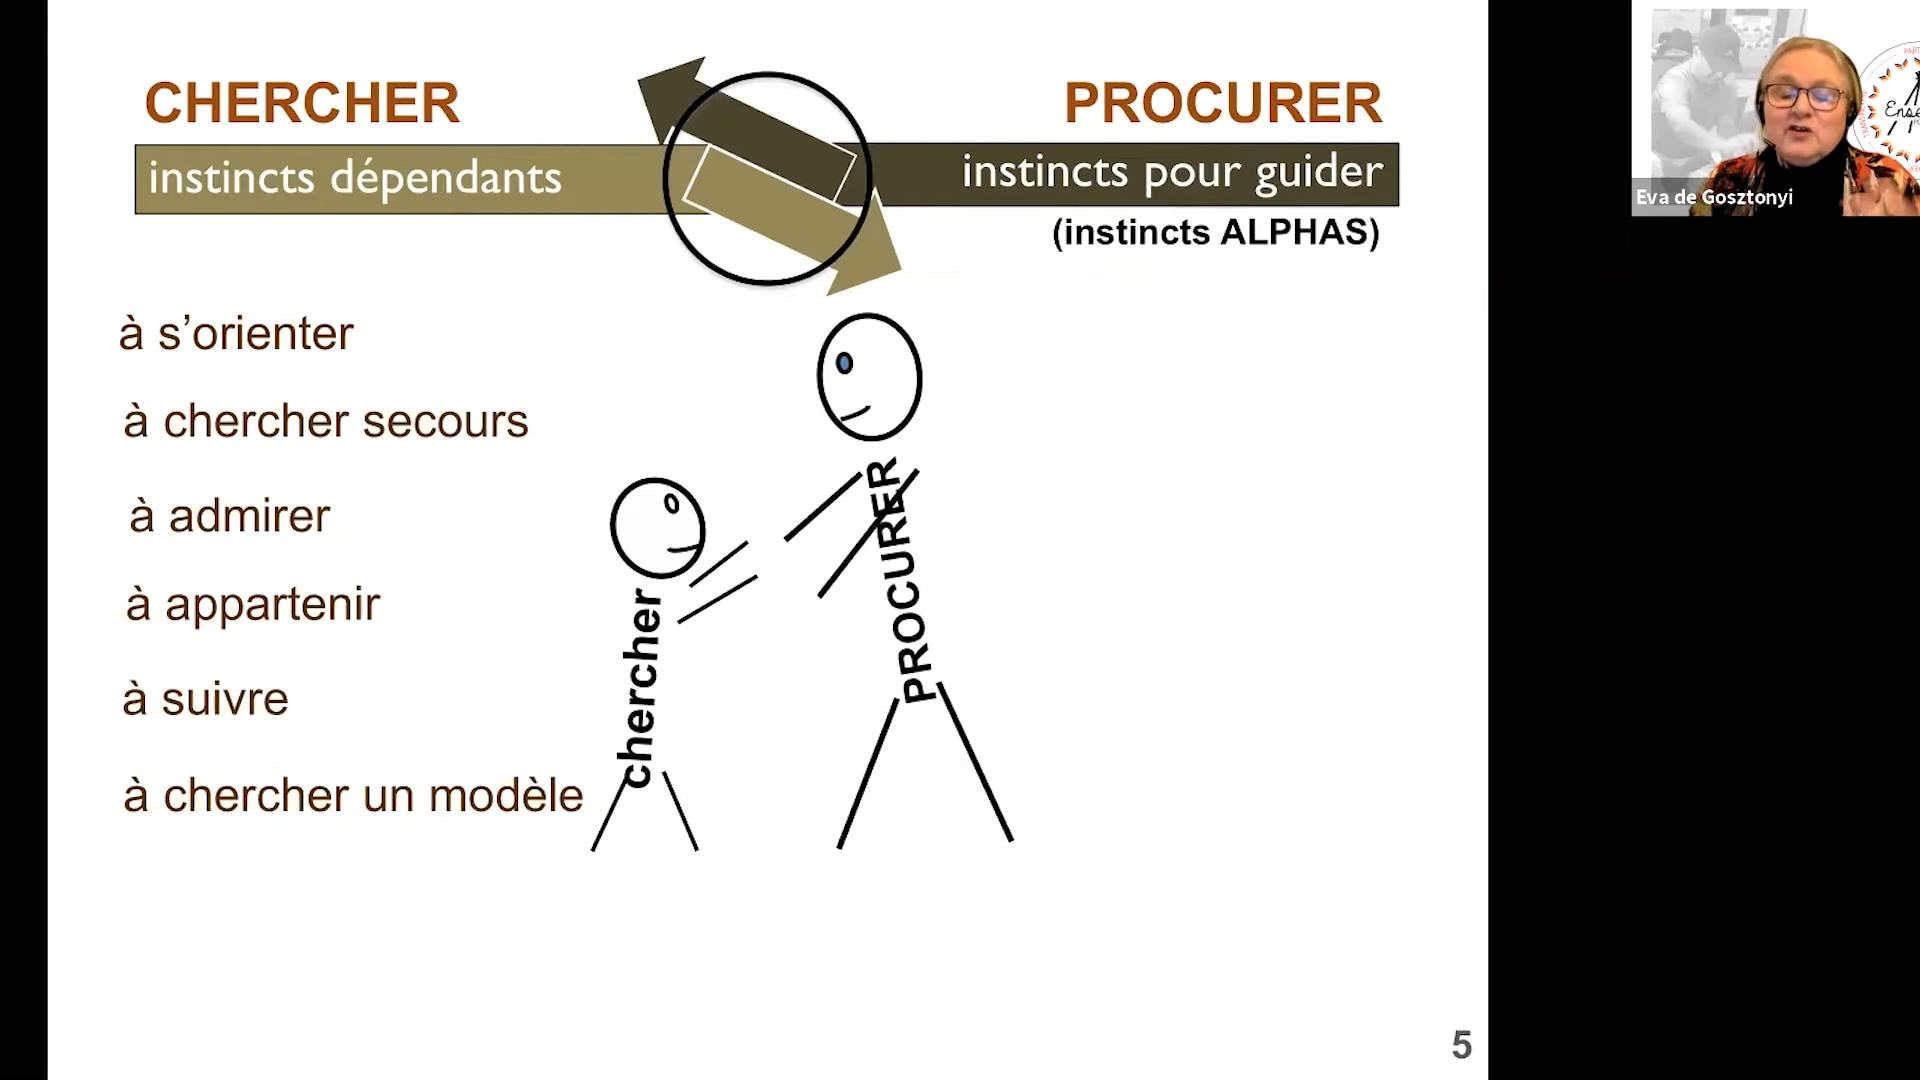 CHERCHER
PROCURER
instincts dépendants
instincts pour guider
(instincts ALPHAS)
à s’orienter
à chercher secours
à admirer
à appartenir
à suivre
à chercher un modèle
chercher
PROCURER
5
Eva de Gosztonyi